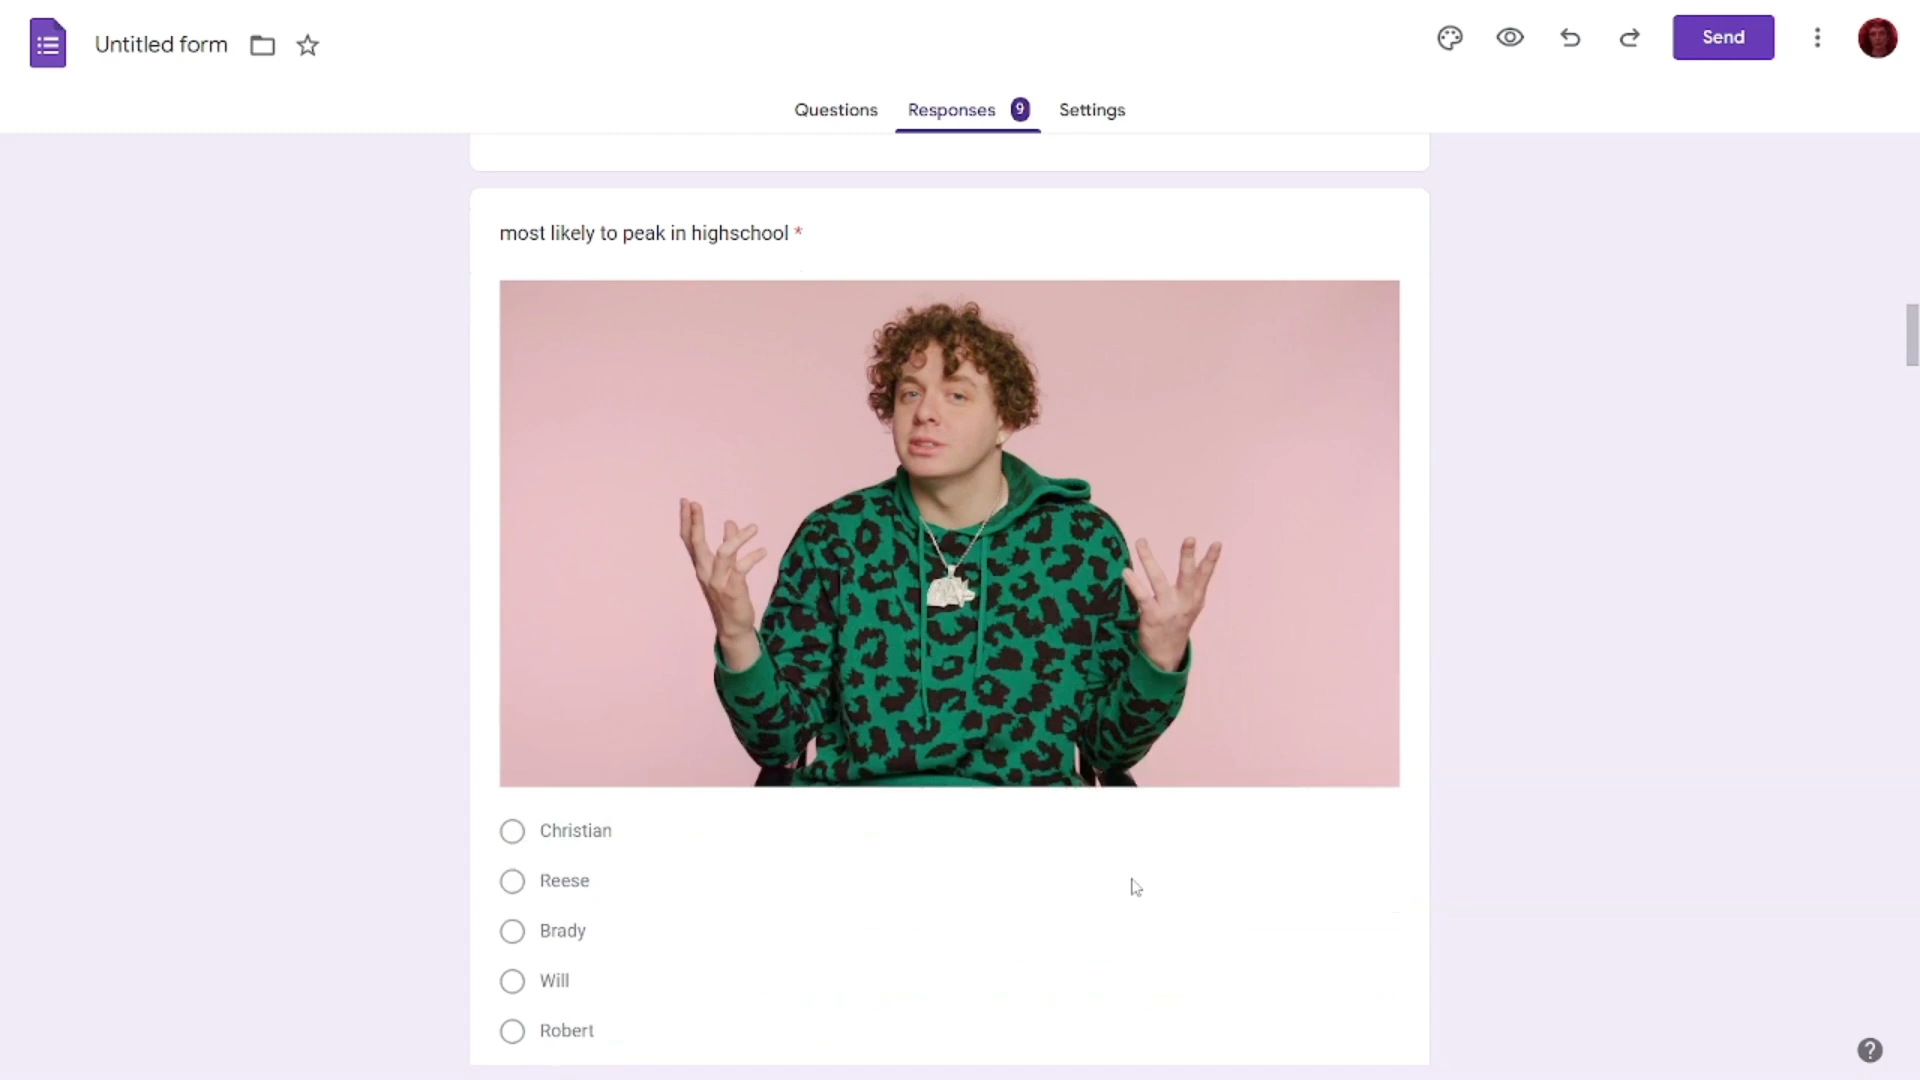 Untitled form
Send
Questions
Responses 9
Settings
most likely to peak in highschool *
Christian
Reese
Brady
Will
Robert